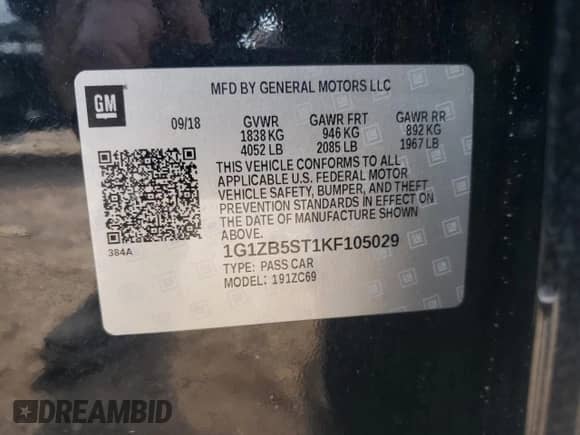 GM
MFD BY GENERAL MOTORS LLC
09/18 GVWR GAWR FRT GAWR RR
1838 KG 946 KG 892 KG
4052 LB 2085 LB 1967 LB
THIS VEHICLE CONFORMS TO ALL
APPLICABLE U.S. FEDERAL MOTOR
VEHICLE SAFETY, BUMPER, AND THEFT
PREVENTION STANDARDS IN EFFECT ON
THE DATE OF MANUFACTURE SHOWN
ABOVE.
384A
1G1ZB5ST1KF105029
TYPE: PASS CAR
MODEL: 191ZC69
DREAMBID